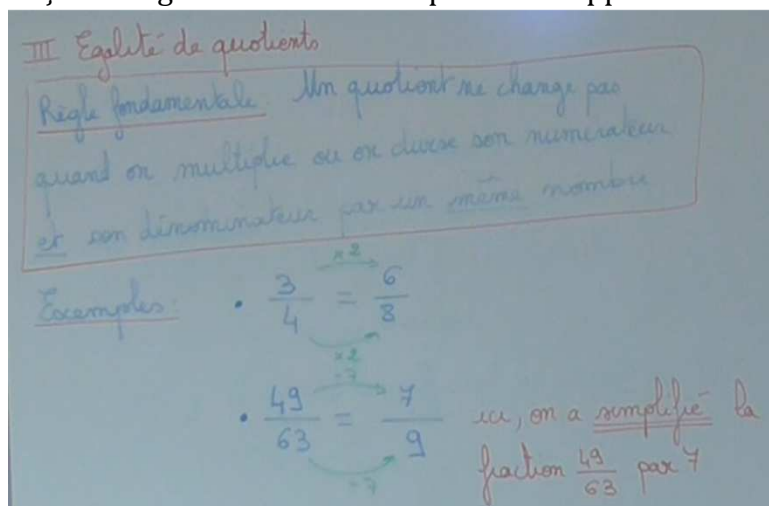 III Egalité de quotients
Règle fondamentale: Un quotient ne change pas
quand on multiplie ou on divise son numérateur
et son dénominateur par un même nombre
×2
Exemples: • 3/4 = 6/8
×2
÷7
• 49/63 = 7/9 ici, on a simplifié la
÷7
fraction 49/63 par 7